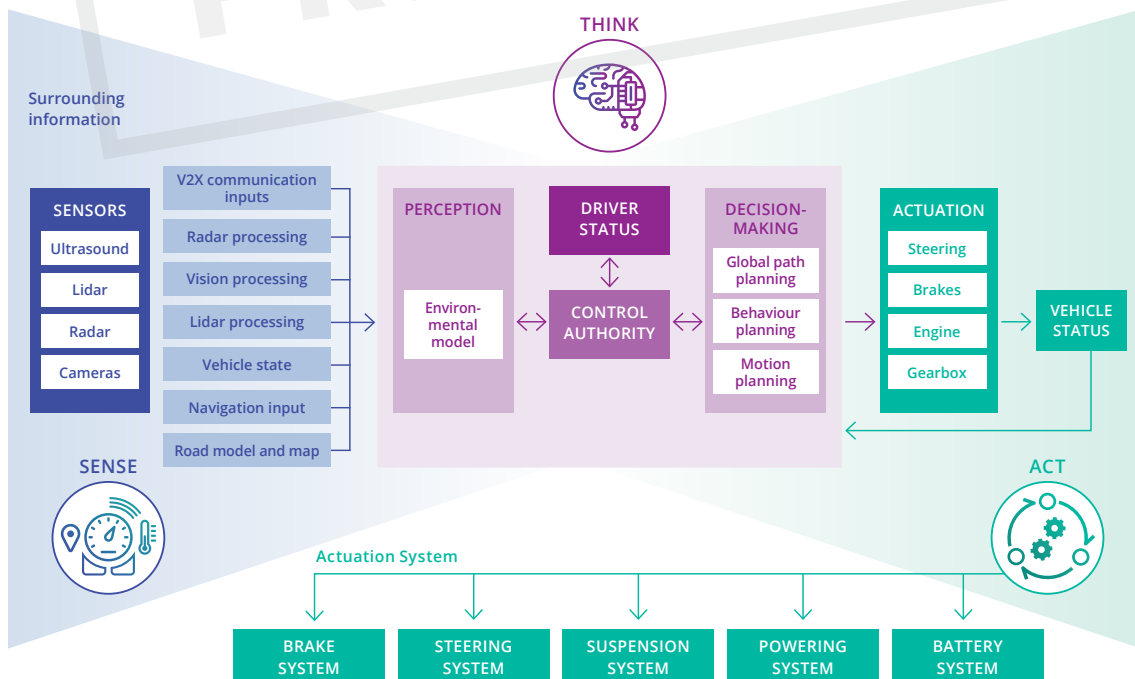 THINK
Surrounding
information
SENSORS
Ultrasound
Lidar
Radar
Cameras
V2X communication
inputs
Radar processing
Vision processing
Lidar processing
Vehicle state
Navigation input
Road model and map
PERCEPTION
Environ-
mental
model
DRIVER
STATUS
CONTROL
AUTHORITY
DECISION-
MAKING
Global path
planning
Behaviour
planning
Motion
planning
ACTUATION
Steering
Brakes
Engine
Gearbox
VEHICLE
STATUS
SENSE
ACT
Actuation System
BRAKE
SYSTEM
STEERING
SYSTEM
SUSPENSION
SYSTEM
POWERING
SYSTEM
BATTERY
SYSTEM